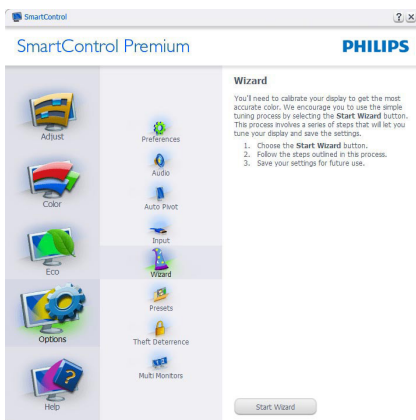 SmartControl
SmartControl Premium
PHILIPS
Adjust
Color
Eco
Options
Help
Preferences
Audio
Auto Pivot
Input
Wizard
Presets
Theft Deterrence
Multi Monitors
Wizard
You'll need to calibrate your display to get the most
accurate color. We encourage you to use the simple
tuning process by selecting the Start Wizard button.
This process involves a series of steps that will let you
tune your display and save the settings.
1. Choose the Start Wizard button.
2. Follow the steps outlined in this process.
3. Save your settings for future use.
Start Wizard